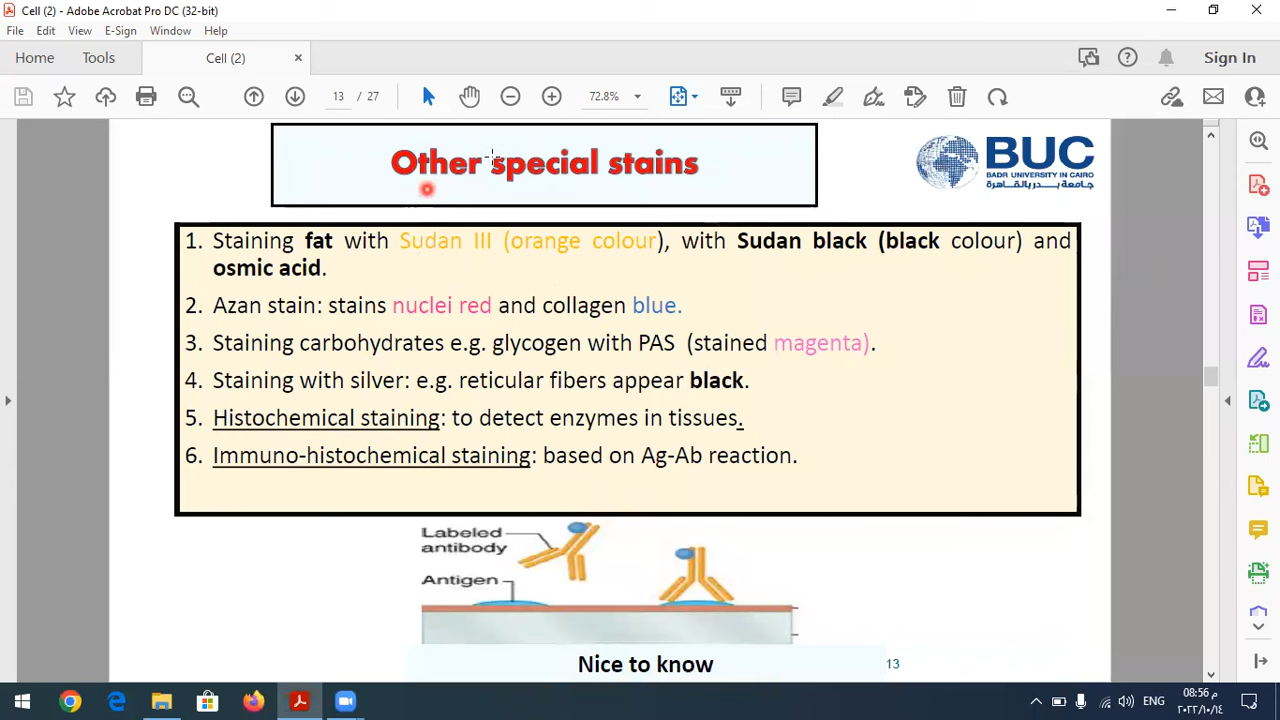 Cell (2) - Adobe Acrobat Pro DC (32-bit)
File Edit View E-Sign Window Help
Home Tools Cell (2) × Sign In
13 / 27 72.8%
Other special stains
BUC
BADR UNIVERSITY IN CAIRO
جامعة بدر بالقاهرة
1. Staining fat with Sudan III (orange colour), with Sudan black (black colour) and
osmic acid.
2. Azan stain: stains nuclei red and collagen blue.
3. Staining carbohydrates e.g. glycogen with PAS (stained magenta).
4. Staining with silver: e.g. reticular fibers appear black.
5. Histochemical staining: to detect enzymes in tissues.
6. Immuno-histochemical staining: based on Ag-Ab reaction.
Labeled
antibody
Antigen
Nice to know
13
ENG
08:56 م
٢٠٢٢/١٠/١٤